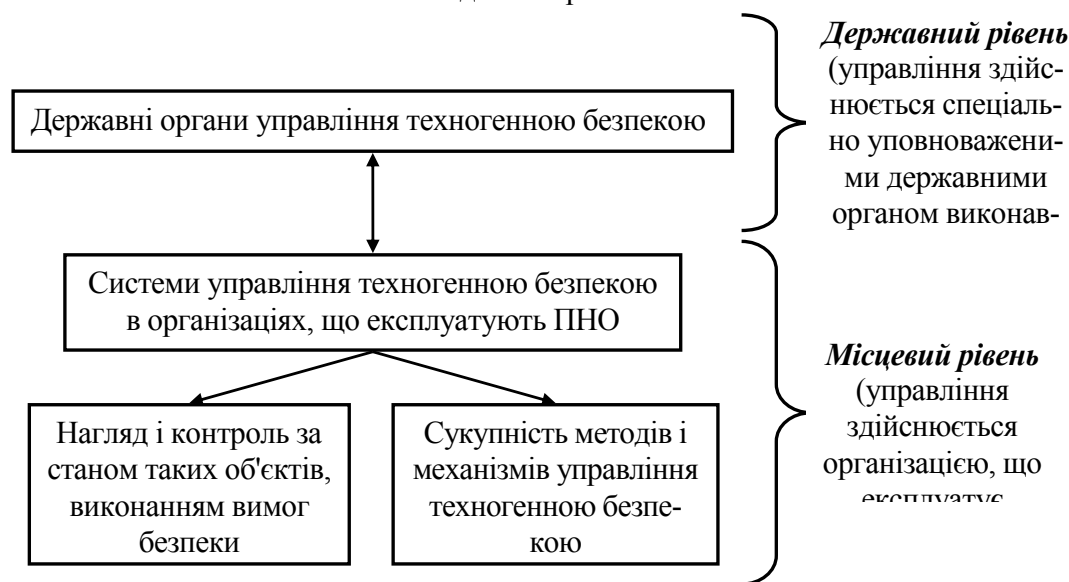 Державний рівень
(управління здійс-
нюється спеціаль-
но уповноважени-
ми державними
органом виконав-
Державні органи управління техногенною безпекою
Системи управління техногенною безпекою
в організаціях, що експлуатують ПНО
Місцевий рівень
(управління
здійснюється
організацією, що
експлуатує
Нагляд і контроль за
станом таких об'єктів,
виконанням вимог
безпеки
Сукупність методів і
механізмів управління
техногенною безпе-
кою